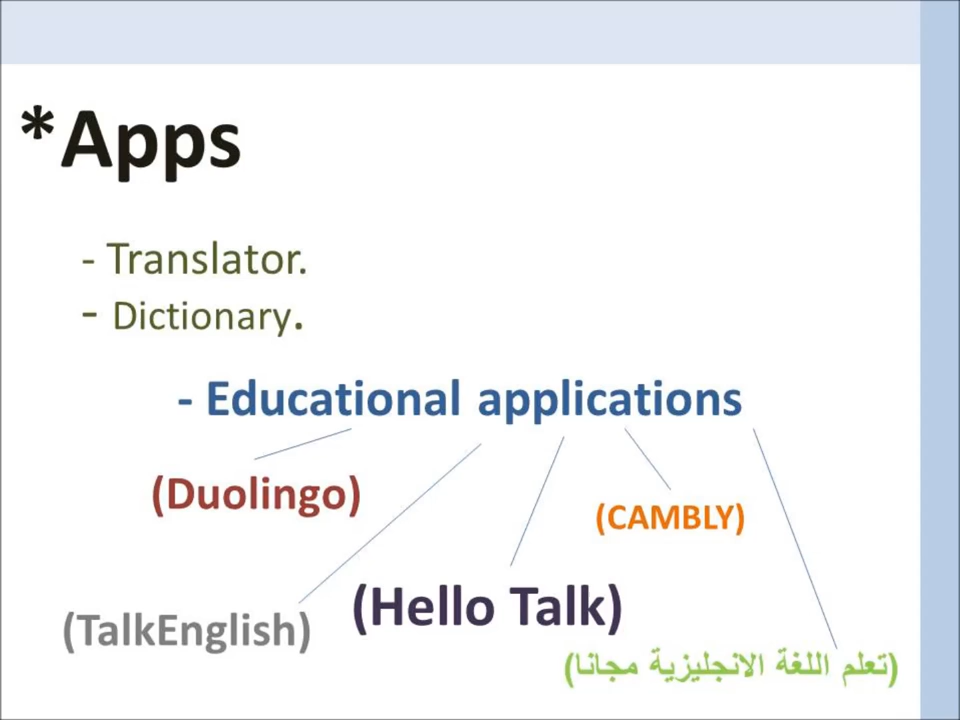 *Apps
- Translator.
- Dictionary.
- Educational applications
(Duolingo)
(CAMBLY)
(Hello Talk)
(TalkEnglish)
(تعلم اللغة الانجليزية مجانا)